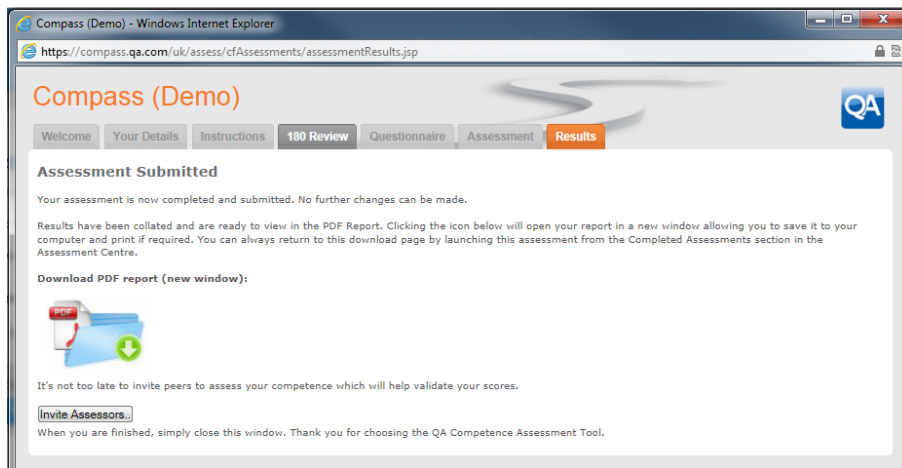 Compass (Demo) - Windows Internet Explorer
https://compass.qa.com/uk/assess/cfAssessments/assessmentResults.jsp
Compass (Demo)
QA
Welcome Your Details Instructions 180 Review Questionnaire Assessment Results
Assessment Submitted
Your assessment is now completed and submitted. No further changes can be made.
Results have been collated and are ready to view in the PDF Report. Clicking the icon below will open your report in a new window allowing you to save it to your
computer and print if required. You can always return to this download page by launching this assessment from the Completed Assessments section in the
Assessment Centre.
Download PDF report (new window):
PDF
It's not too late to invite peers to assess your competence which will help validate your scores.
Invite Assessors..
When you are finished, simply close this window. Thank you for choosing the QA Competence Assessment Tool.